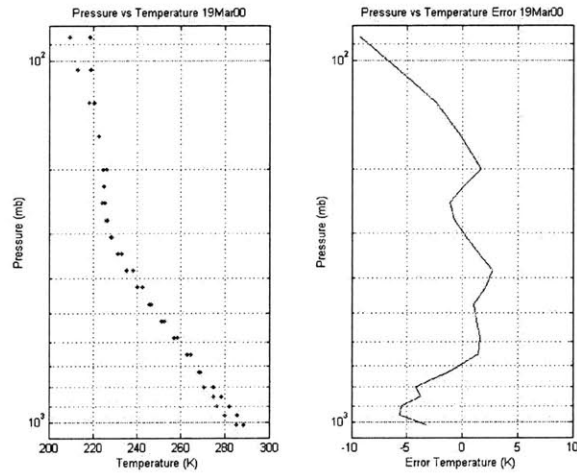 Pressure vs Temperature 19Mar00
10²
Pressure (mb)
10³
200 220 240 260 280 300
Temperature (K)
Pressure vs Temperature Error 19Mar00
10²
Pressure (mb)
10³
-10 -5 0 5 10
Error Temperature (K)